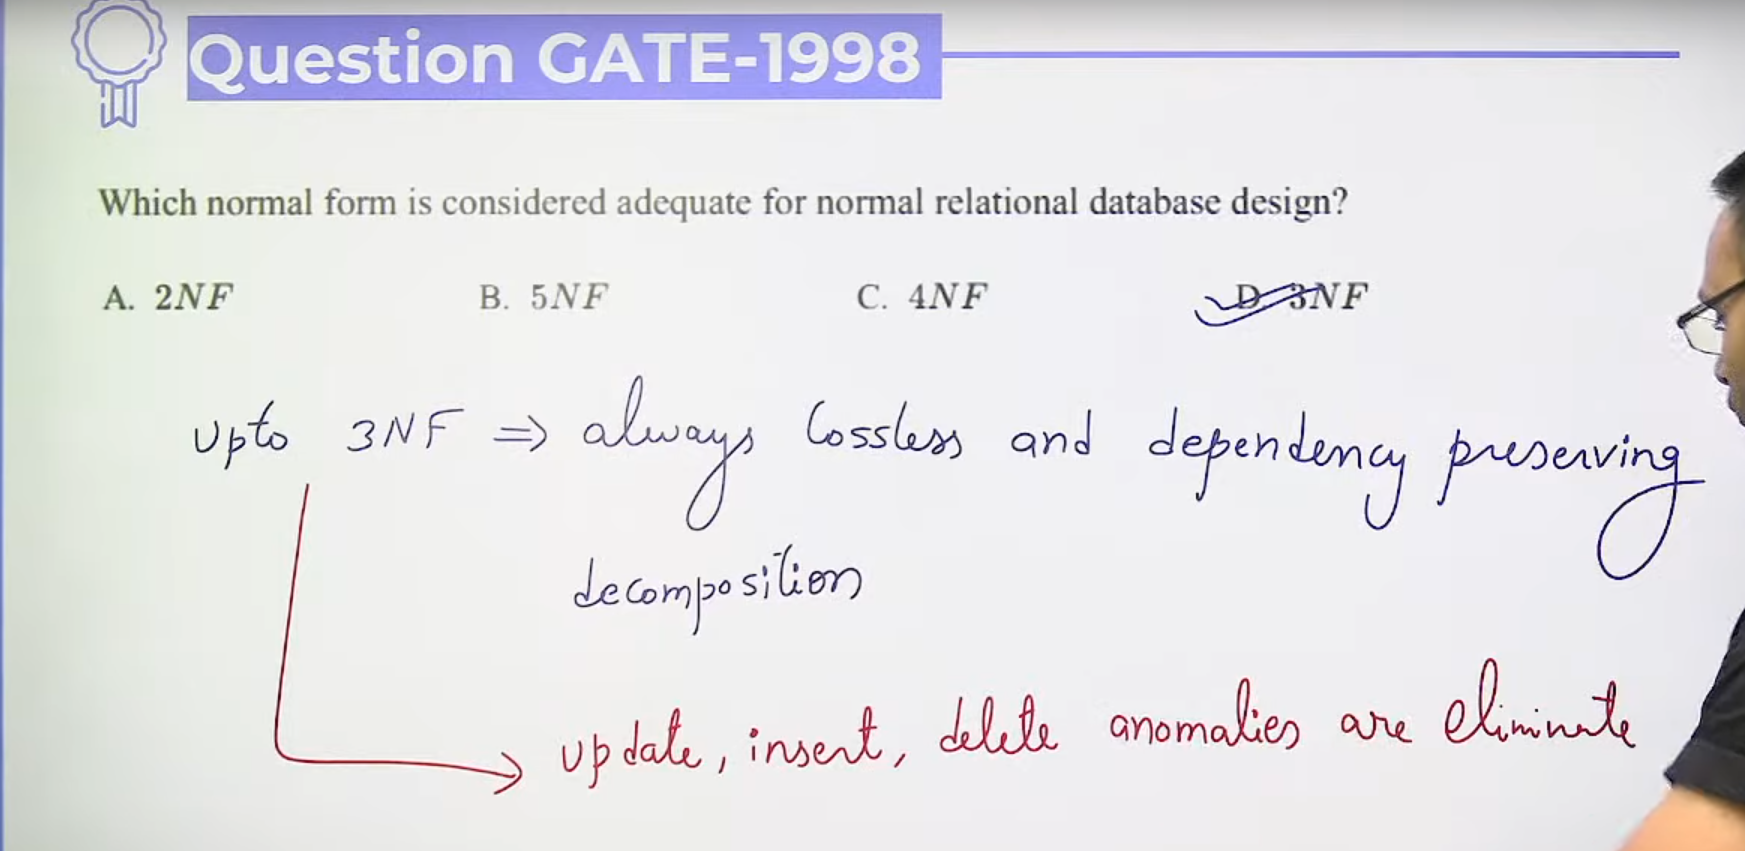 Question GATE-1998
Which normal form is considered adequate for normal relational database design?
A. 2NF B. 5NF C. 4NF D. 3NF
upto 3NF ⇒ always lossless and dependency preserving
decomposition
update, insert, delete anomalies are eliminate